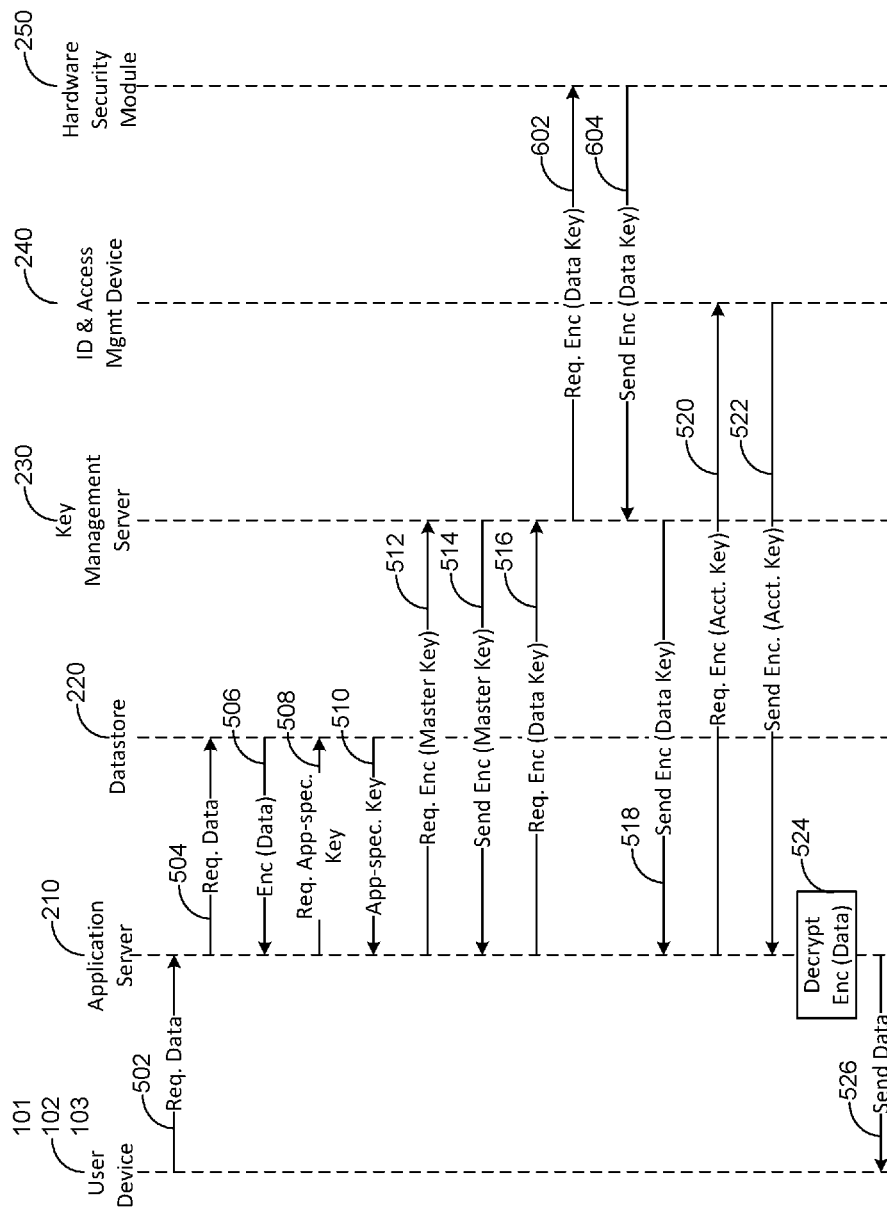 101
102
103
User
Device
210
Application
Server
220
Datastore
230
Key
Management
Server
240
ID & Access
Mgmt Device
250
Hardware
Security
Module
502
Req. Data
504
Req. Data
506
Enc (Data)
508
Req. App-spec.
Key
510
App-spec. Key
512
Req. Enc (Master Key)
514
Send Enc (Master Key)
516
Req. Enc (Data Key)
602
Req. Enc (Data Key)
604
Send Enc (Data Key)
518
Send Enc (Data Key)
520
Req. Enc (Acct. Key)
522
Send Enc. (Acct. Key)
524
Decrypt
Enc (Data)
526
Send Data